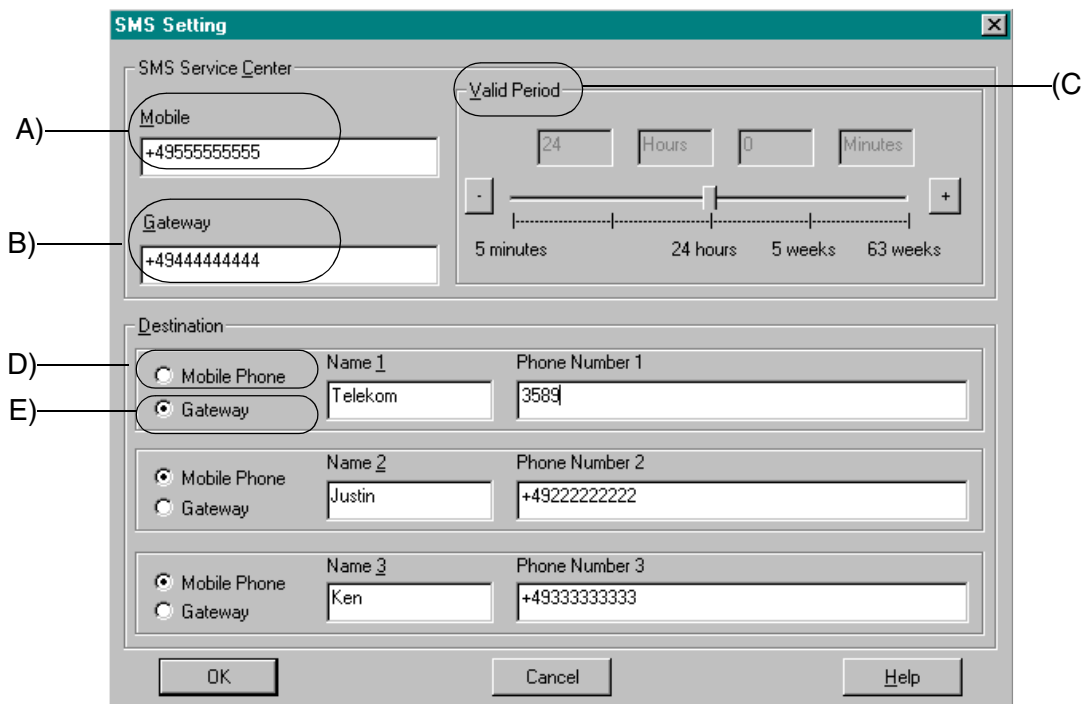 SMS Setting
SMS Service Center
(C
Valid Period
A)
Mobile
+49555555555
24 Hours 0 Minutes
- +
B)
Gateway
+49444444444
5 minutes 24 hours 5 weeks 63 weeks
Destination
D)
Mobile Phone
Name 1
Phone Number 1
E)
Gateway
Telekom
3589
Mobile Phone
Name 2
Phone Number 2
Gateway
Justin
+49222222222
Mobile Phone
Name 3
Phone Number 3
Gateway
Ken
+49333333333
OK
Cancel
Help